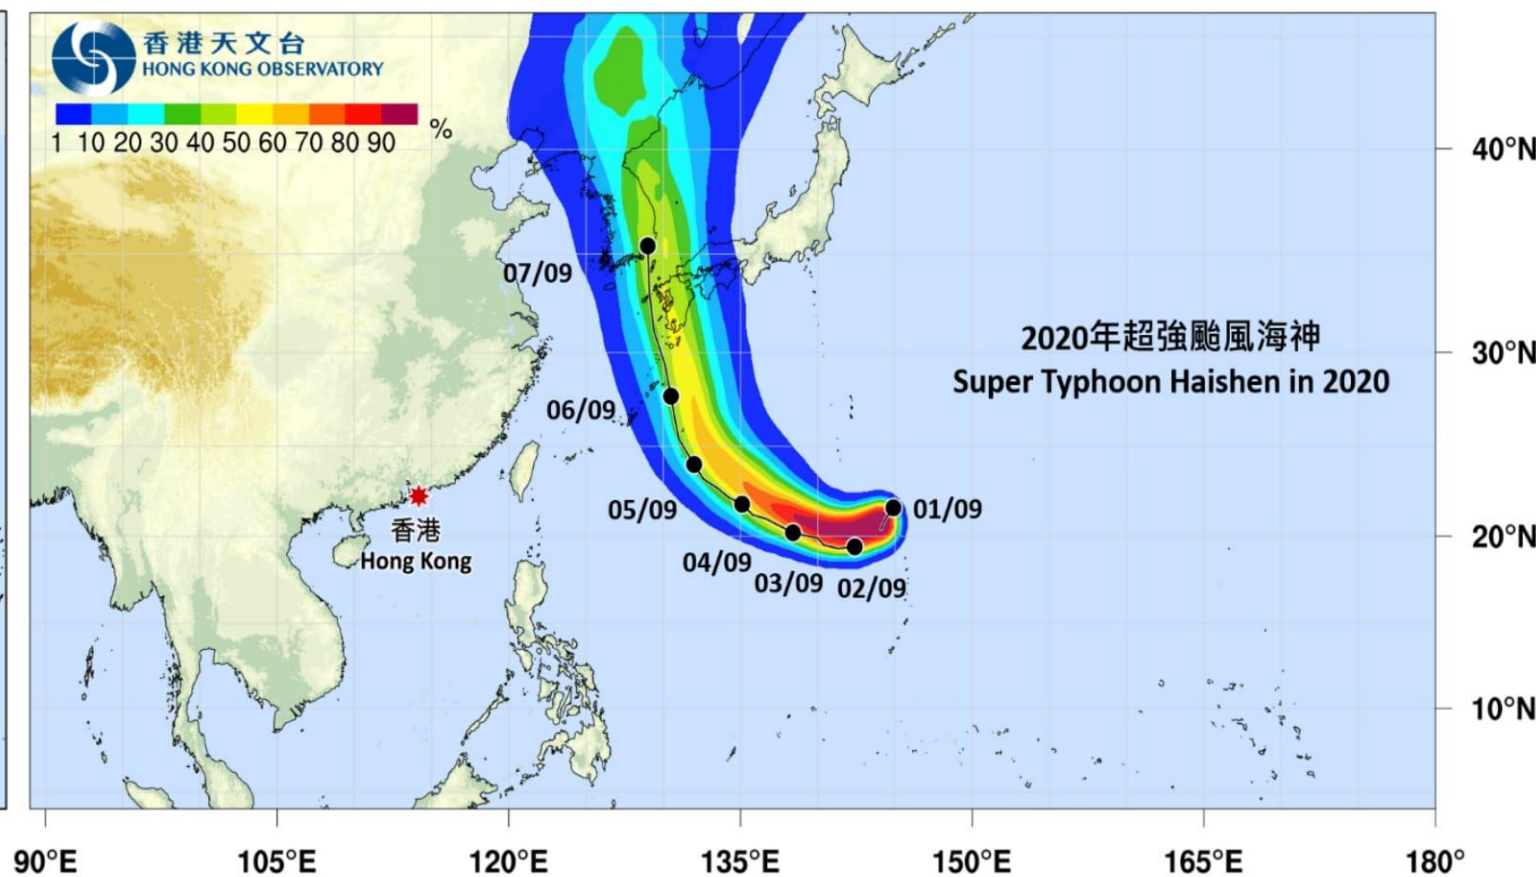 香港天文台
HONG KONG OBSERVATORY
1 10 20 30 40 50 60 70 80 90 %
40°N
07/09
2020年超強颱風海神
30°N
Super Typhoon Haishen in 2020
06/09
05/09
01/09
香港
20°N
Hong Kong
04/09
03/09
02/09
10°N
90°E 105°E 120°E 135°E 150°E 165°E 180°